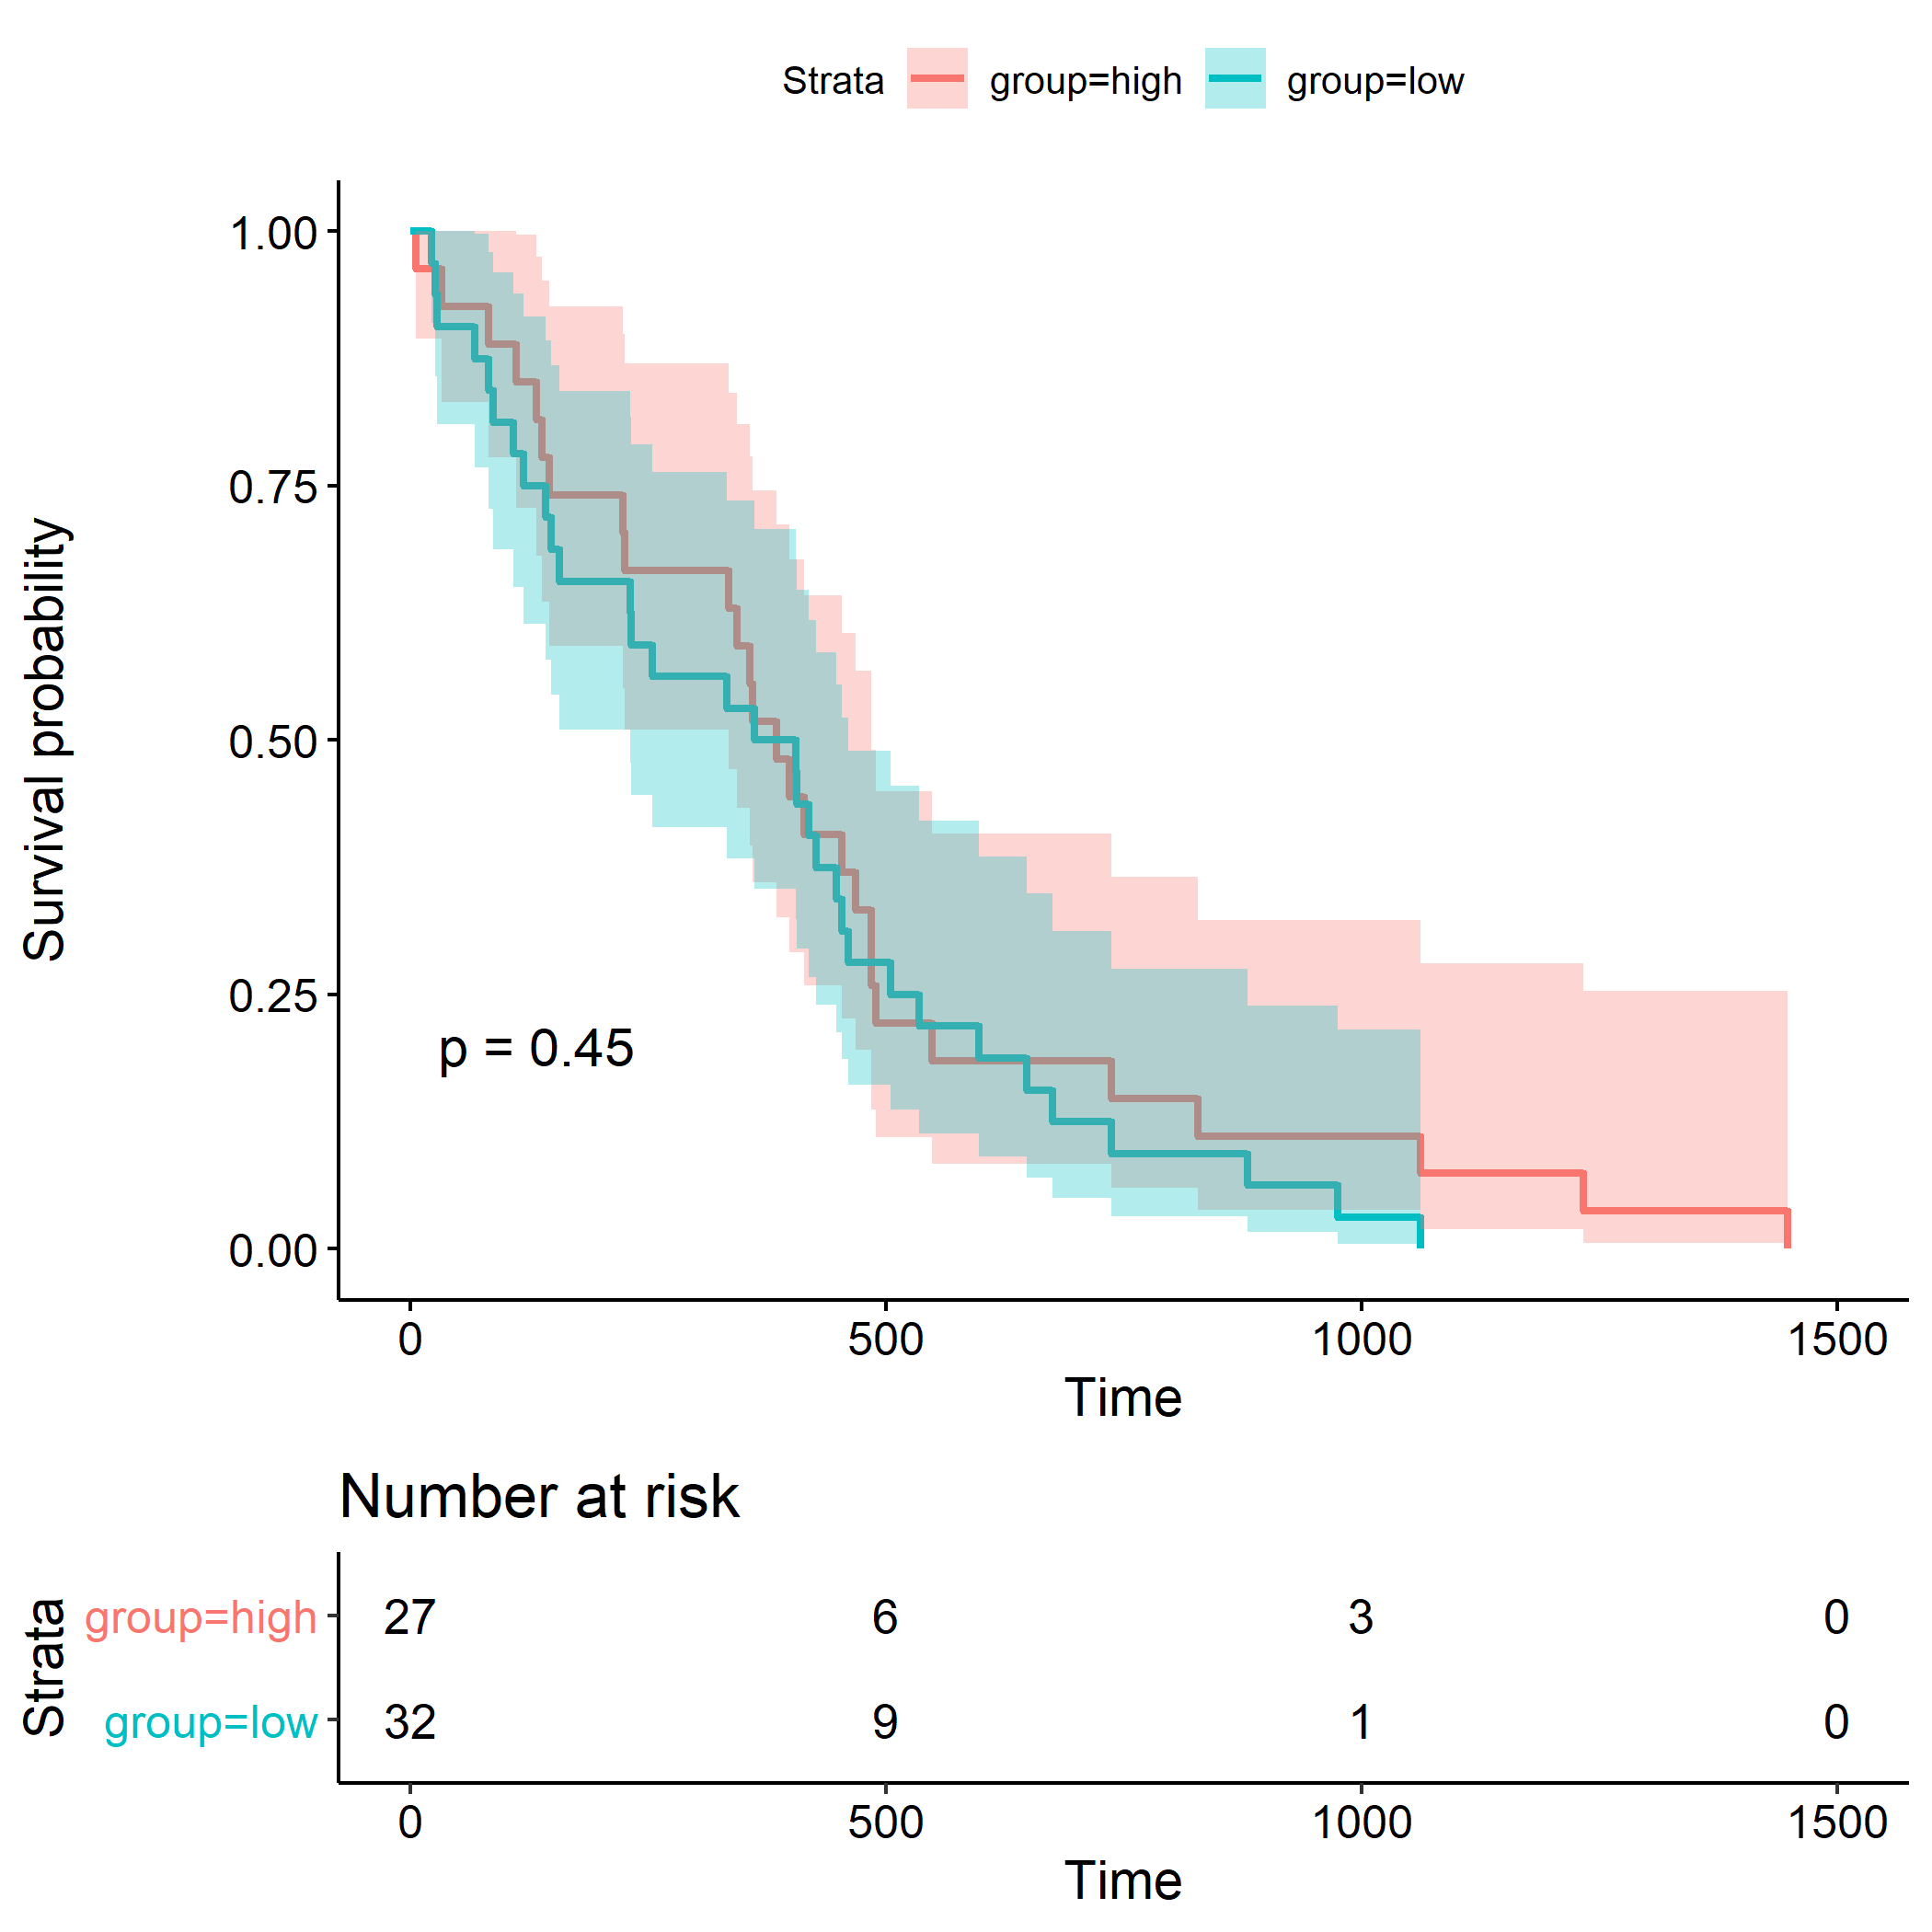 Strata group=high group=low
1.00
0.75
0.50
0.25
0.00
Survival probability
p = 0.45
0 500 1000 1500
Time
Number at risk
Strata
group=high 27 6 3 0
group=low 32 9 1 0
0 500 1000 1500
Time